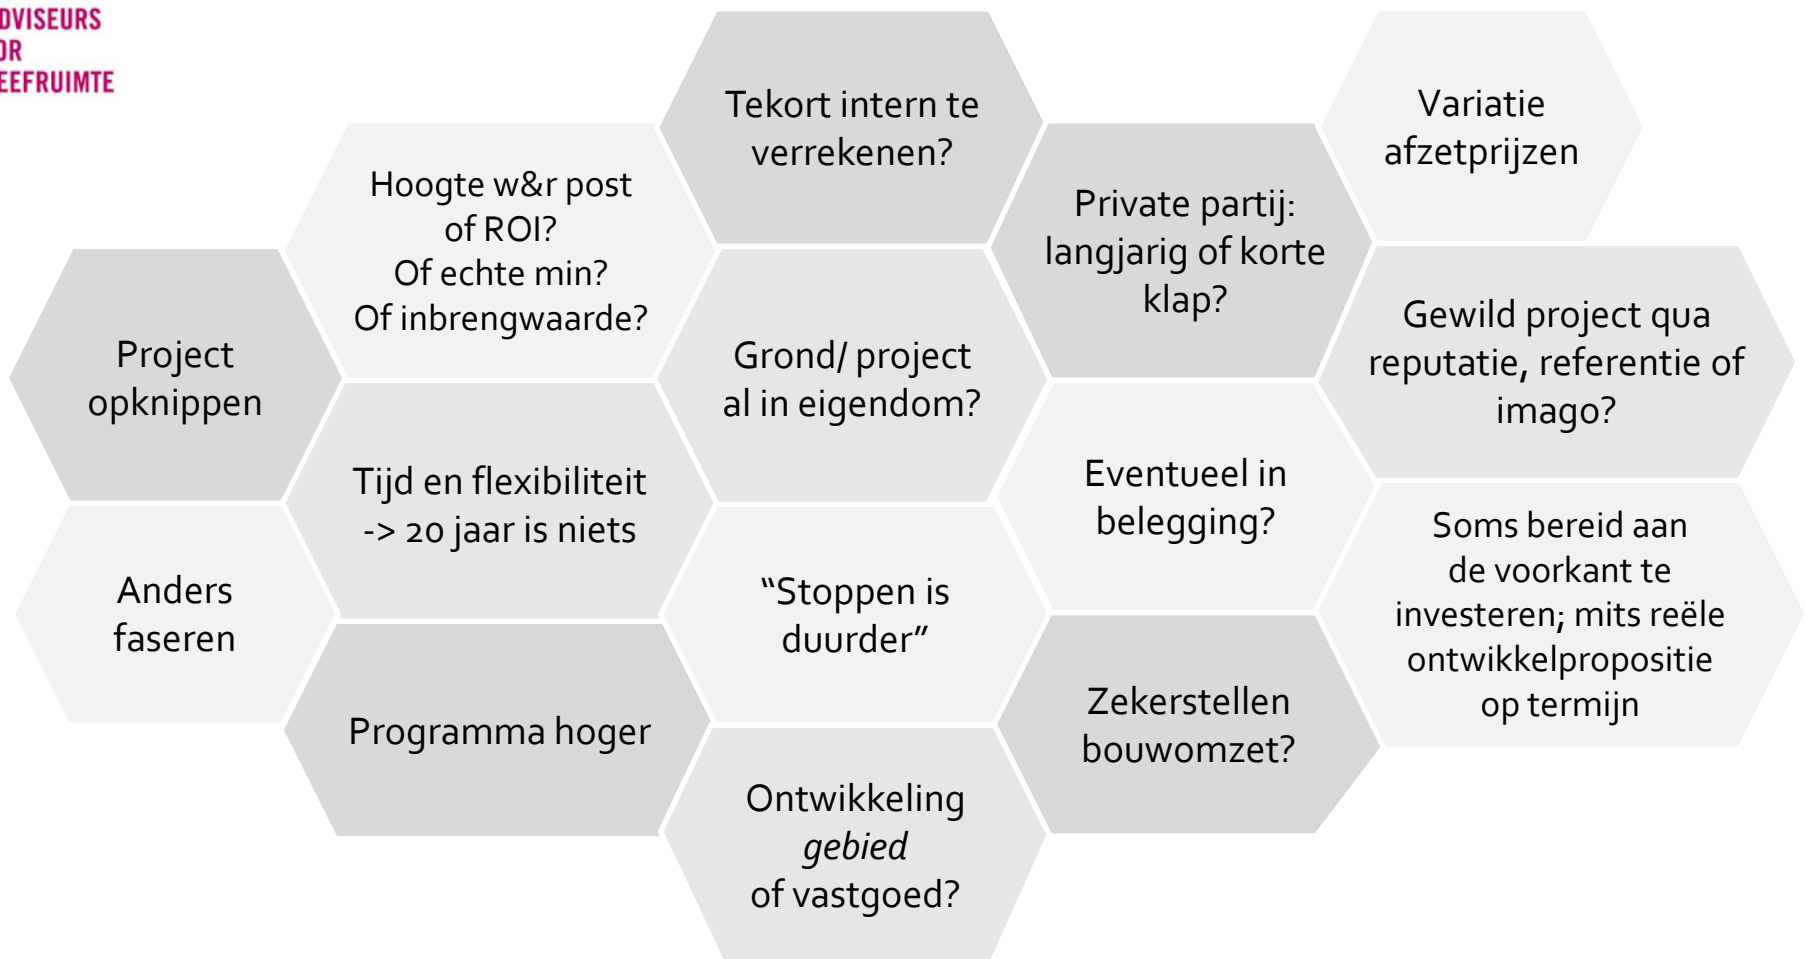 DVISEURS
OR
EEFRUIMTE
Tekort intern te
verrekenen?
Variatie
afzetprijzen
Hoogte w&r post
of ROI?
Of echte min?
Of inbrengwaarde?
Private partij:
langjarig of korte
klap?
Project
opknippen
Grond/ project
al in eigendom?
Gewild project qua
reputatie, referentie of
imago?
Tijd en flexibiliteit
-> 20 jaar is niets
Eventueel in
belegging?
Anders
faseren
“Stoppen is
duurder”
Soms bereid aan
de voorkant te
investeren; mits reële
ontwikkelpropositie
op termijn
Programma hoger
Zekerstellen
bouwomzet?
Ontwikkeling
gebied
of vastgoed?